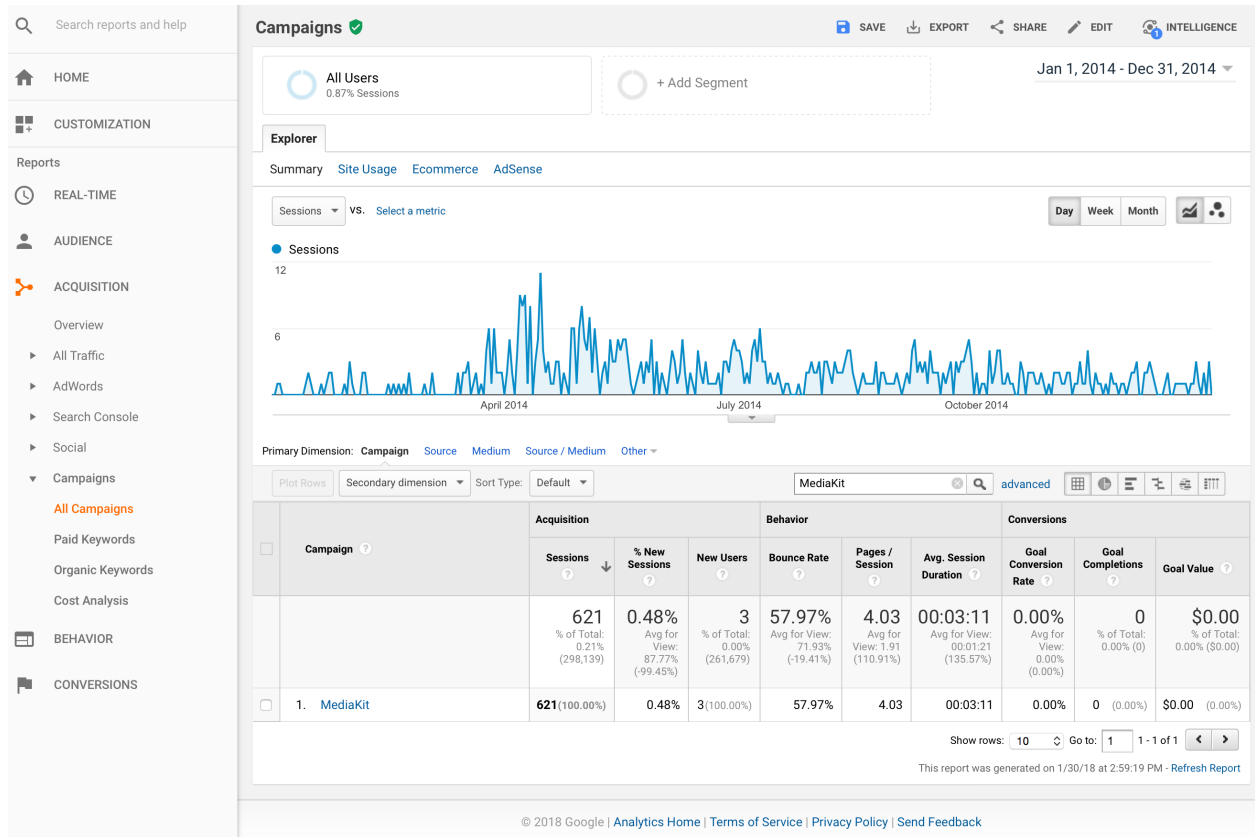 Search reports and help
HOME
CUSTOMIZATION
Reports
REAL-TIME
AUDIENCE
ACQUISITION
Overview
All Traffic
AdWords
Search Console
Social
Campaigns
All Campaigns
Paid Keywords
Organic Keywords
Cost Analysis
BEHAVIOR
CONVERSIONS
Campaigns
SAVE EXPORT SHARE EDIT 1 INTELLIGENCE
All Users
0.87% Sessions
+ Add Segment
Jan 1, 2014 - Dec 31, 2014
Explorer
Summary Site Usage Ecommerce AdSense
Sessions VS. Select a metric
Day Week Month
Sessions
12
6
April 2014 July 2014 October 2014
Primary Dimension: Campaign Source Medium Source / Medium Other
Plot Rows Secondary dimension Sort Type: Default MediaKit advanced
Campaign ?
Acquisition Behavior Conversions
Sessions ?
% New Sessions ?
New Users ?
Bounce Rate ?
Pages / Session ?
Avg. Session Duration ?
Goal Conversion Rate ?
Goal Completions ?
Goal Value ?
621
% of Total:
0.21%
(298,139)
0.48%
Avg for
View:
87.77%
(-99.45%)
3
% of Total:
0.00%
(261,679)
57.97%
Avg for View:
71.93%
(-19.41%)
4.03
Avg for
View: 1.91
(110.91%)
00:03:11
Avg for View:
00:01:21
(135.57%)
0.00%
Avg for
View:
0.00%
(0.00%)
0
% of Total:
0.00% (0)
$0.00
% of Total:
0.00% ($0.00)
1. MediaKit 621(100.00%) 0.48% 3(100.00%) 57.97% 4.03 00:03:11 0.00% 0 (0.00%) $0.00 (0.00%)
Show rows: 10 Go to: 1 1 - 1 of 1
This report was generated on 1/30/18 at 2:59:19 PM - Refresh Report
© 2018 Google | Analytics Home | Terms of Service | Privacy Policy | Send Feedback